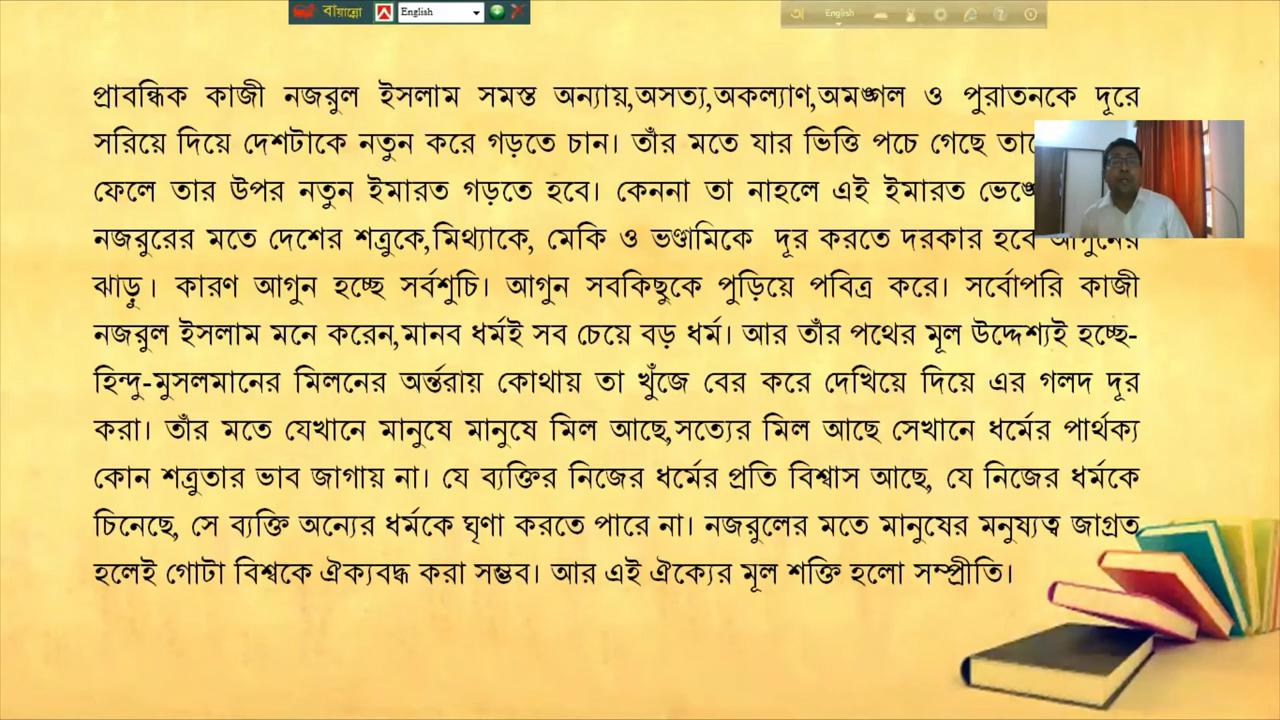 বায়ান্নো English
অ English
প্রাবন্ধিক কাজী নজরুল ইসলাম সমস্ত অন্যায়,অসত্য,অকল্যাণ,অমঙ্গল ও পুরাতনকে দূরে
সরিয়ে দিয়ে দেশটাকে নতুন করে গড়তে চান। তাঁর মতে যার ভিত্তি পচে গেছে
ফেলে তার উপর নতুন ইমারত গড়তে হবে। কেননা তা নাহলে এই ইমারত
নজরুরের মতে দেশের শত্রুকে,মিথ্যাকে, মেকি ও ভণ্ডামিকে দূর করতে দরকার হবে আগুনের
ঝাড়ু। কারণ আগুন হচ্ছে সর্বশুচি। আগুন সবকিছুকে পুড়িয়ে পবিত্র করে। সর্বোপরি কাজী
নজরুল ইসলাম মনে করেন,মানব ধর্মই সব চেয়ে বড় ধর্ম। আর তাঁর পথের মূল উদ্দেশ্যই হচ্ছে-
হিন্দু-মুসলমানের মিলনের অর্ন্তরায় কোথায় তা খুঁজে বের করে দেখিয়ে দিয়ে এর গলদ দূর
করা। তাঁর মতে যেখানে মানুষে মানুষে মিল আছে,সত্যের মিল আছে সেখানে ধর্মের পার্থক্য
কোন শত্রুতার ভাব জাগায় না। যে ব্যক্তির নিজের ধর্মের প্রতি বিশ্বাস আছে, যে নিজের ধর্মকে
চিনেছে, সে ব্যক্তি অন্যের ধর্মকে ঘৃণা করতে পারে না। নজরুলের মতে মানুষের মনুষ্যত্ব জাগ্রত
হলেই গোটা বিশ্বকে ঐক্যবদ্ধ করা সম্ভব। আর এই ঐক্যের মূল শক্তি হলো সম্প্রীতি।